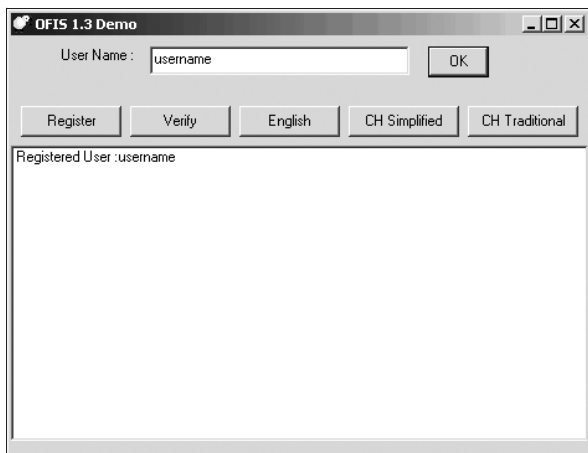 OFIS 1.3 Demo
User Name : username OK
Register Verify English CH Simplified CH Traditional
Registered User :username